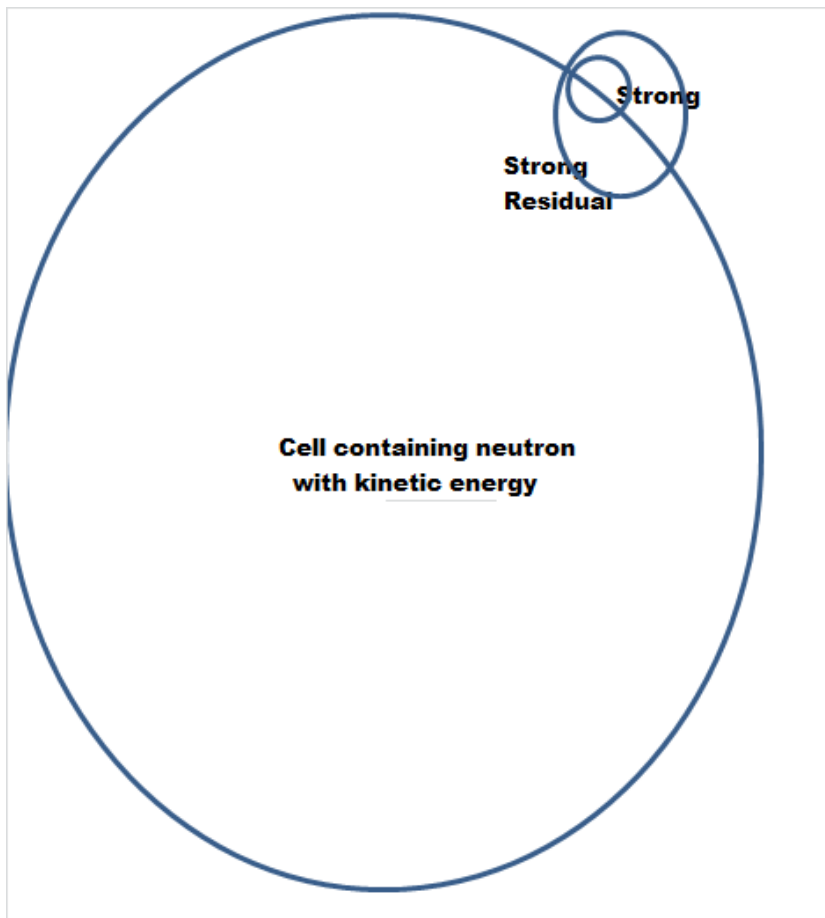 Strong
Strong
Residual
Cell containing neutron
with kinetic energy